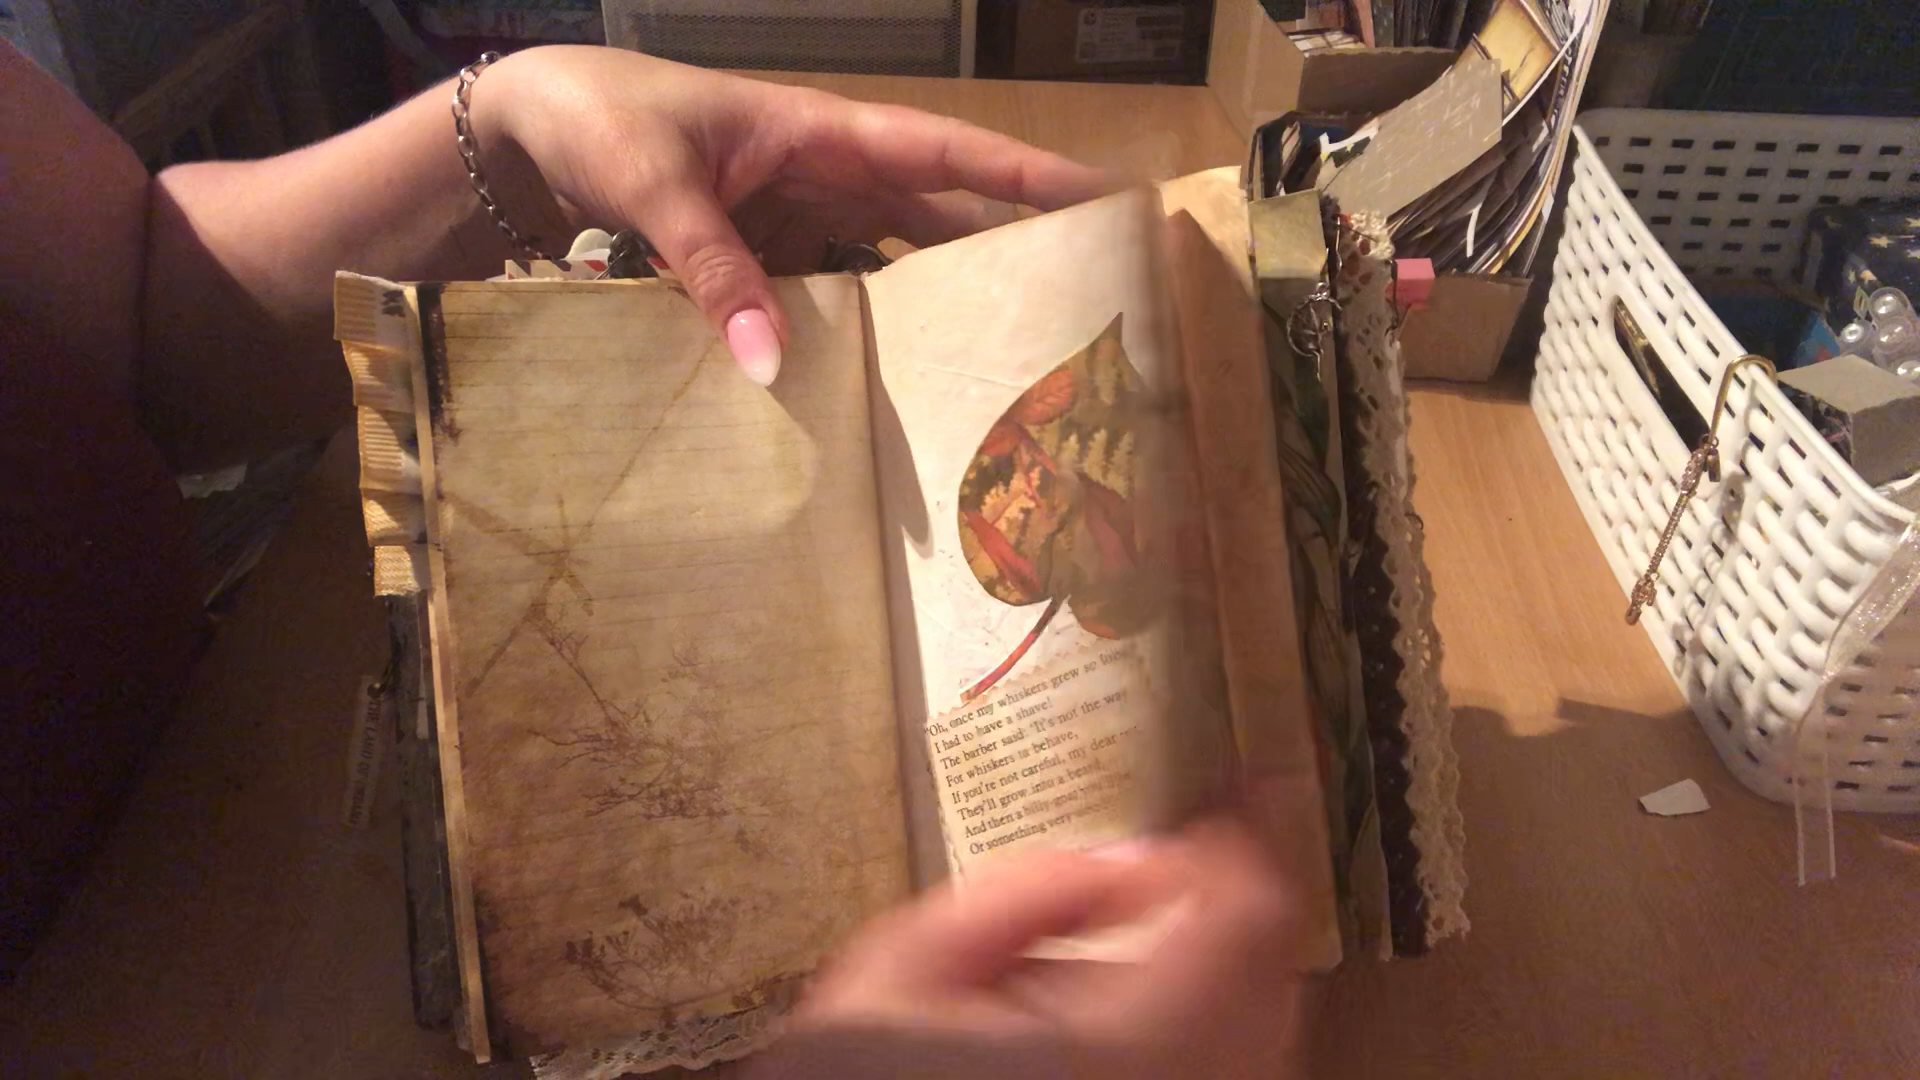 "Oh, once my whiskers grew so
I had to have a shave!
The barber said: 'It's not the way
For whiskers to behave,
If you're not careful, my dear
They'll grow into a beard
And then a billy-goat you
Or something very